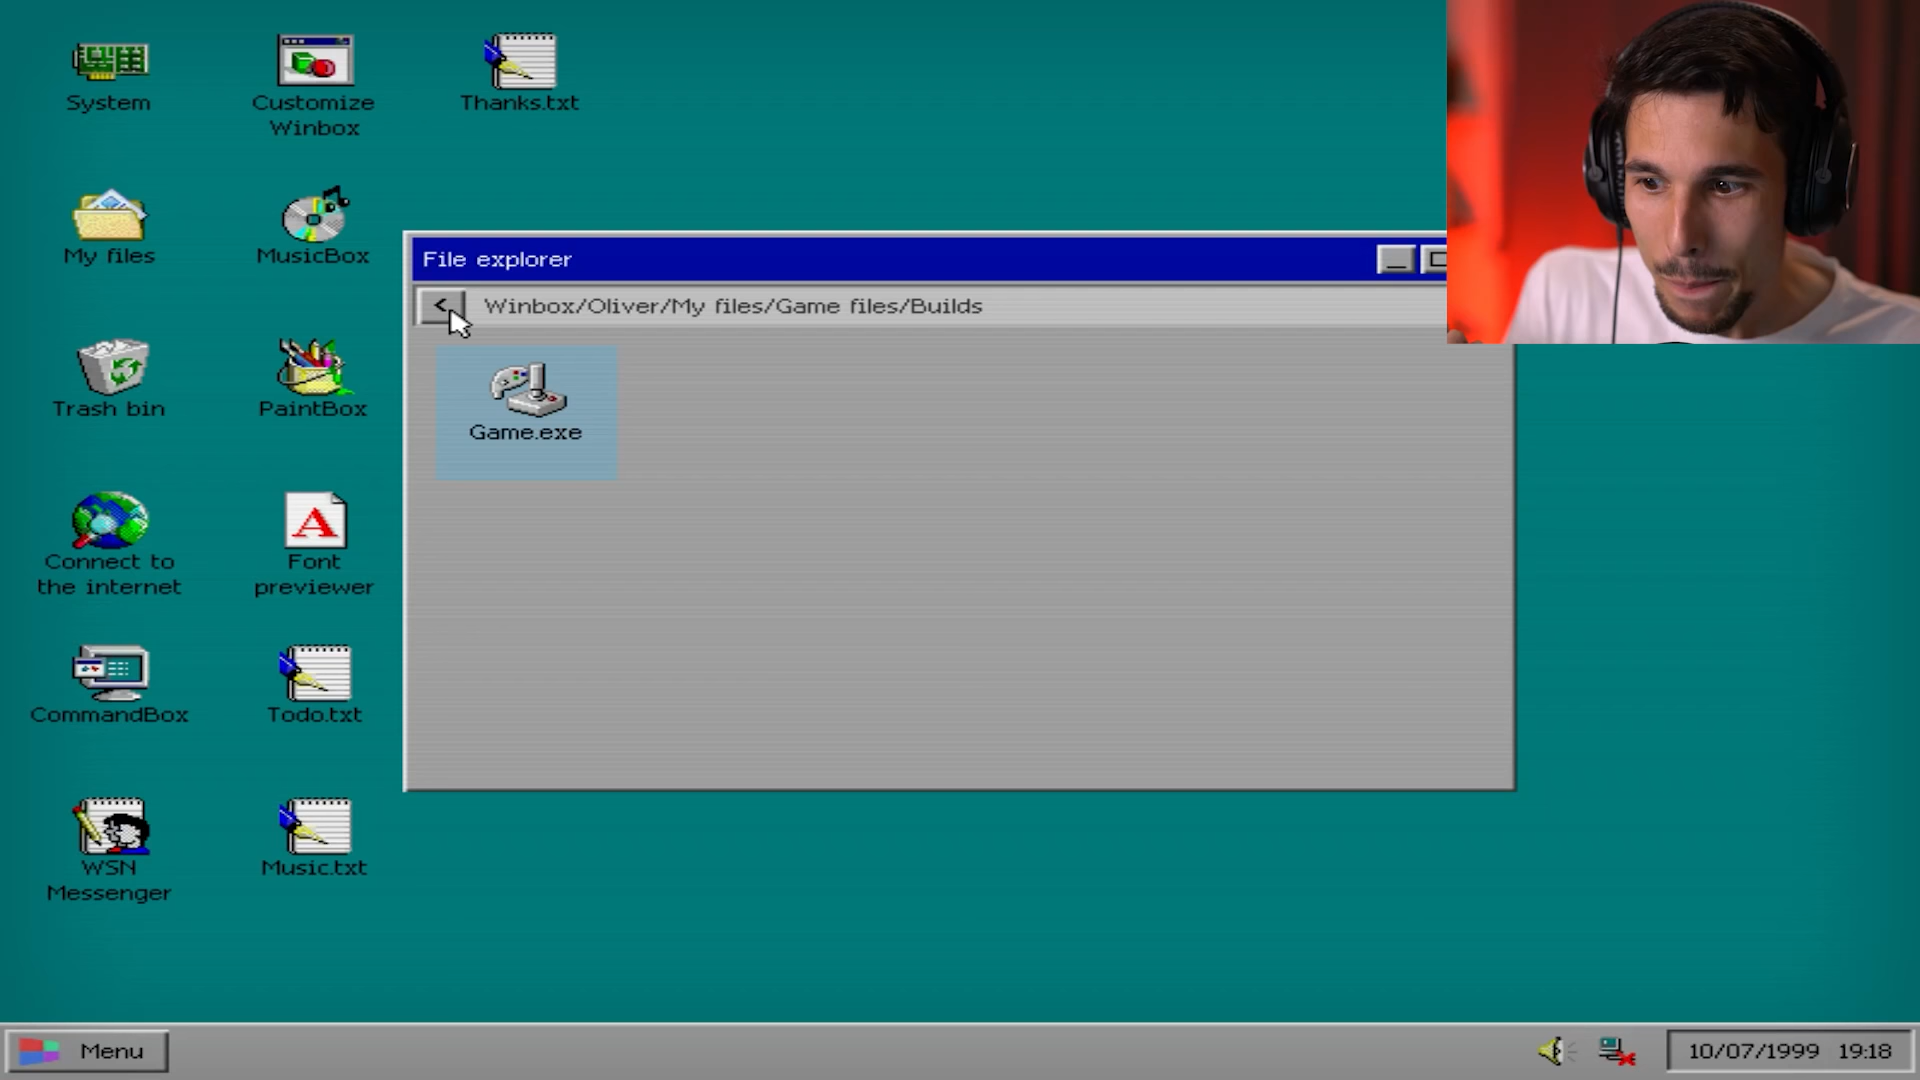 System
Customize
Winbox
Thanks.txt
My files
MusicBox
File explorer
< Winbox/Oliver/My files/Game files/Builds
Game.exe
Trash bin
PaintBox
Connect to
the internet
Font
previewer
CommandBox
Todo.txt
WSN
Messenger
Music.txt
Menu
10/07/1999 19:18